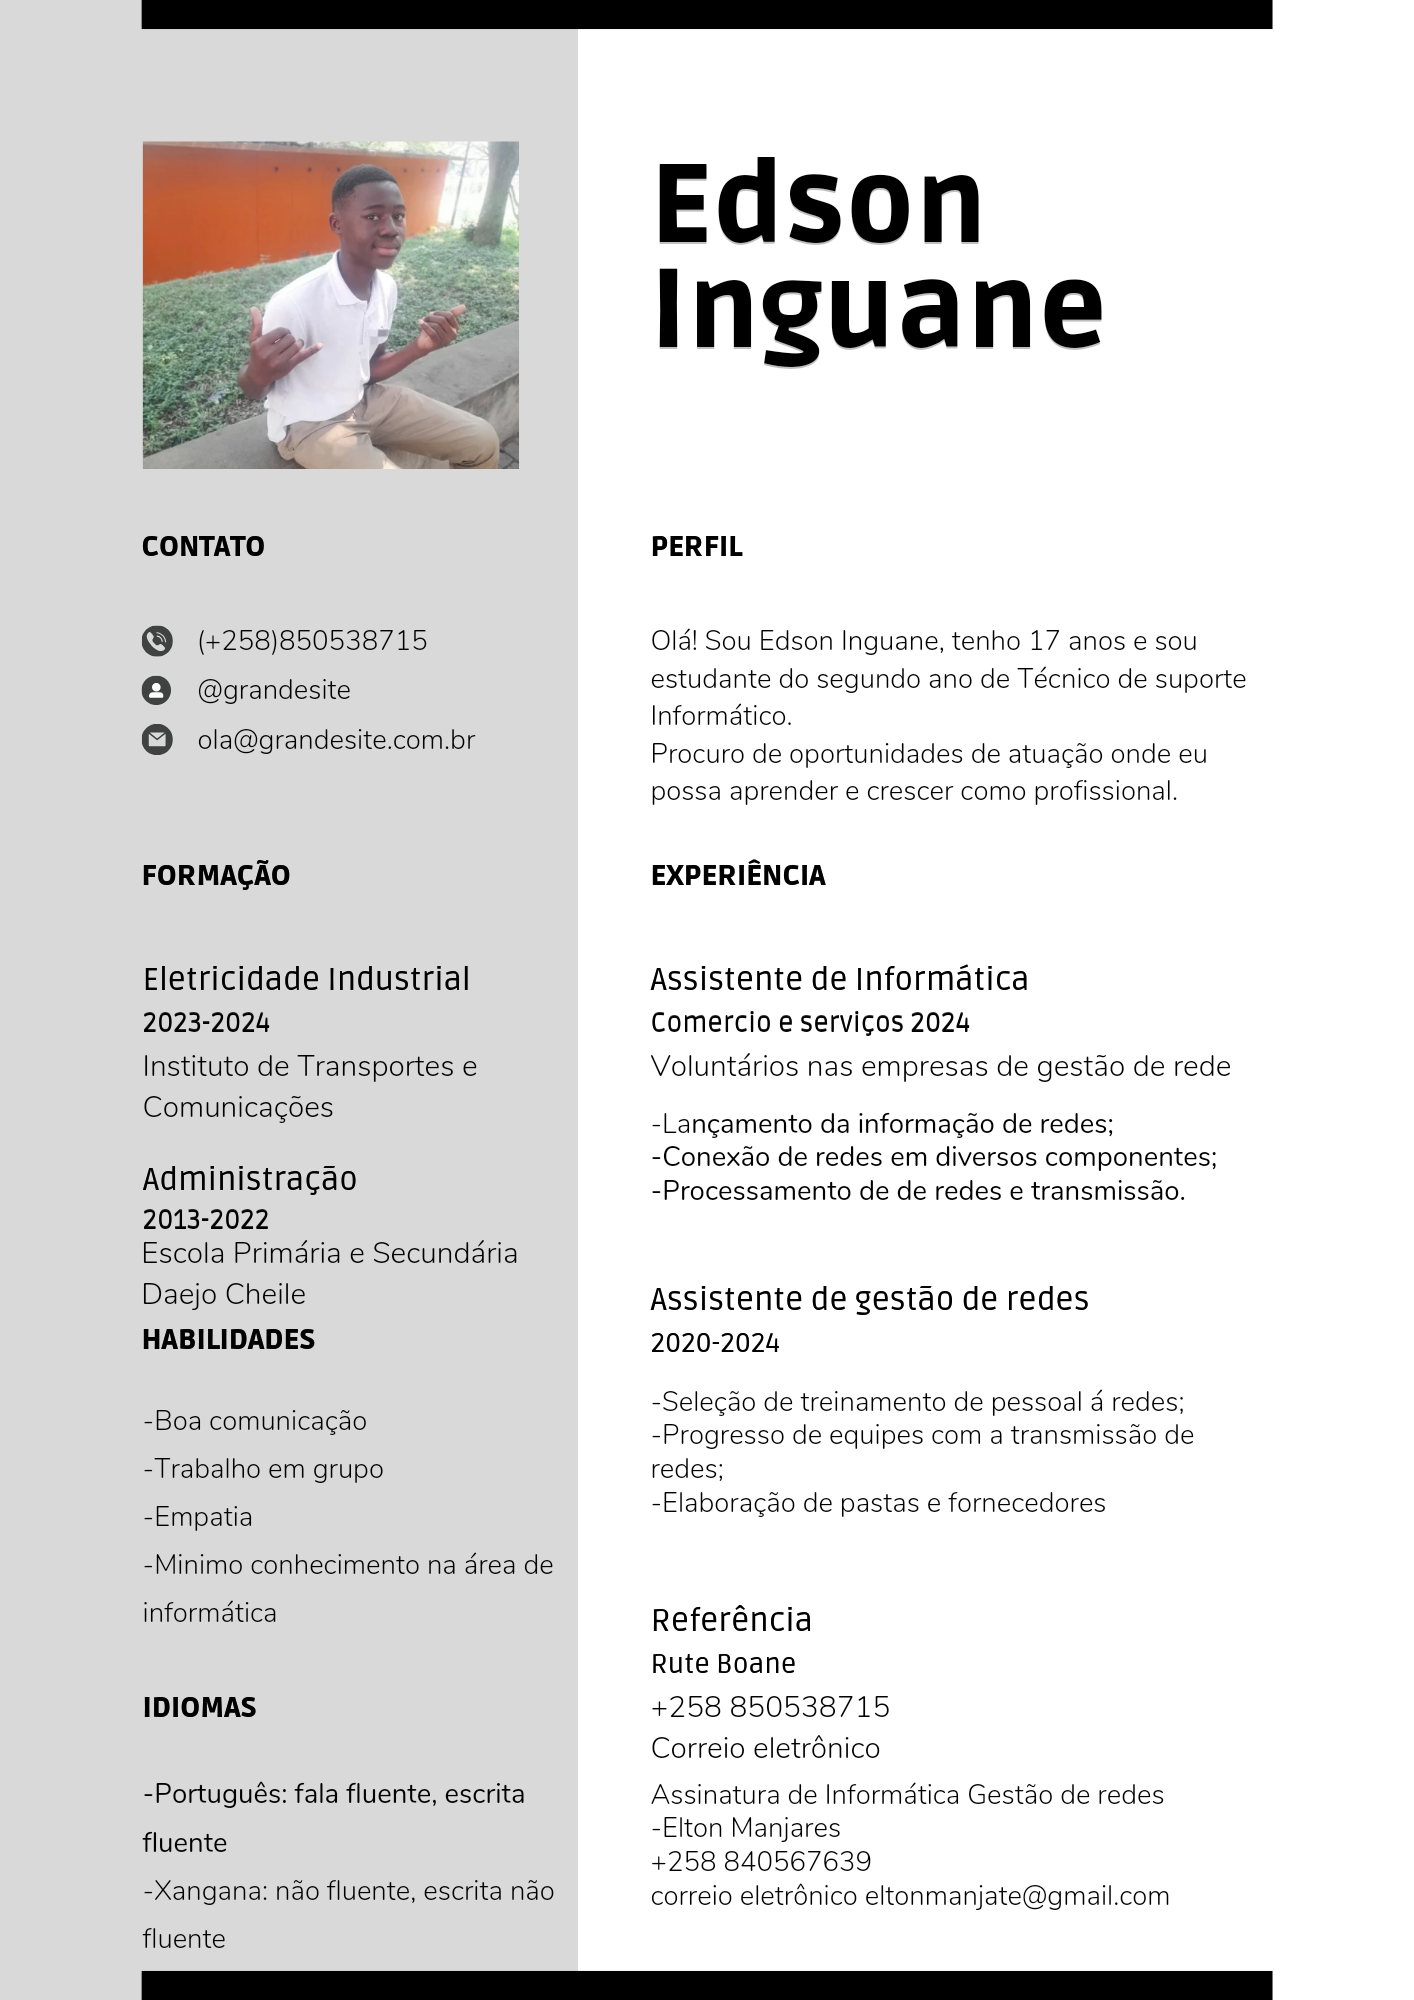 Edson
Inguane
CONTATO
(+258)850538715
@grandesite
ola@grandesite.com.br
FORMAÇÃO
Eletricidade Industrial
2023-2024
Instituto de Transportes e
Comunicações
Administração
2013-2022
Escola Primária e Secundária
Daejo Cheile
HABILIDADES
-Boa comunicação
-Trabalho em grupo
-Empatia
-Minimo conhecimento na área de
informática
IDIOMAS
-Português: fala fluente, escrita
fluente
-Xangana: não fluente, escrita não
fluente
PERFIL
Olá! Sou Edson Inguane, tenho 17 anos e sou
estudante do segundo ano de Técnico de suporte
Informático.
Procuro de oportunidades de atuação onde eu
possa aprender e crescer como profissional.
EXPERIÊNCIA
Assistente de Informática
Comercio e serviços 2024
Voluntários nas empresas de gestão de rede
-Lançamento da informação de redes;
-Conexão de redes em diversos componentes;
-Processamento de de redes e transmissão.
Assistente de gestão de redes
2020-2024
-Seleção de treinamento de pessoal á redes;
-Progresso de equipes com a transmissão de
redes;
-Elaboração de pastas e fornecedores
Referência
Rute Boane
+258 850538715
Correio eletrônico
Assinatura de Informática Gestão de redes
-Elton Manjares
+258 840567639
correio eletrônico eltonmanjate@gmail.com